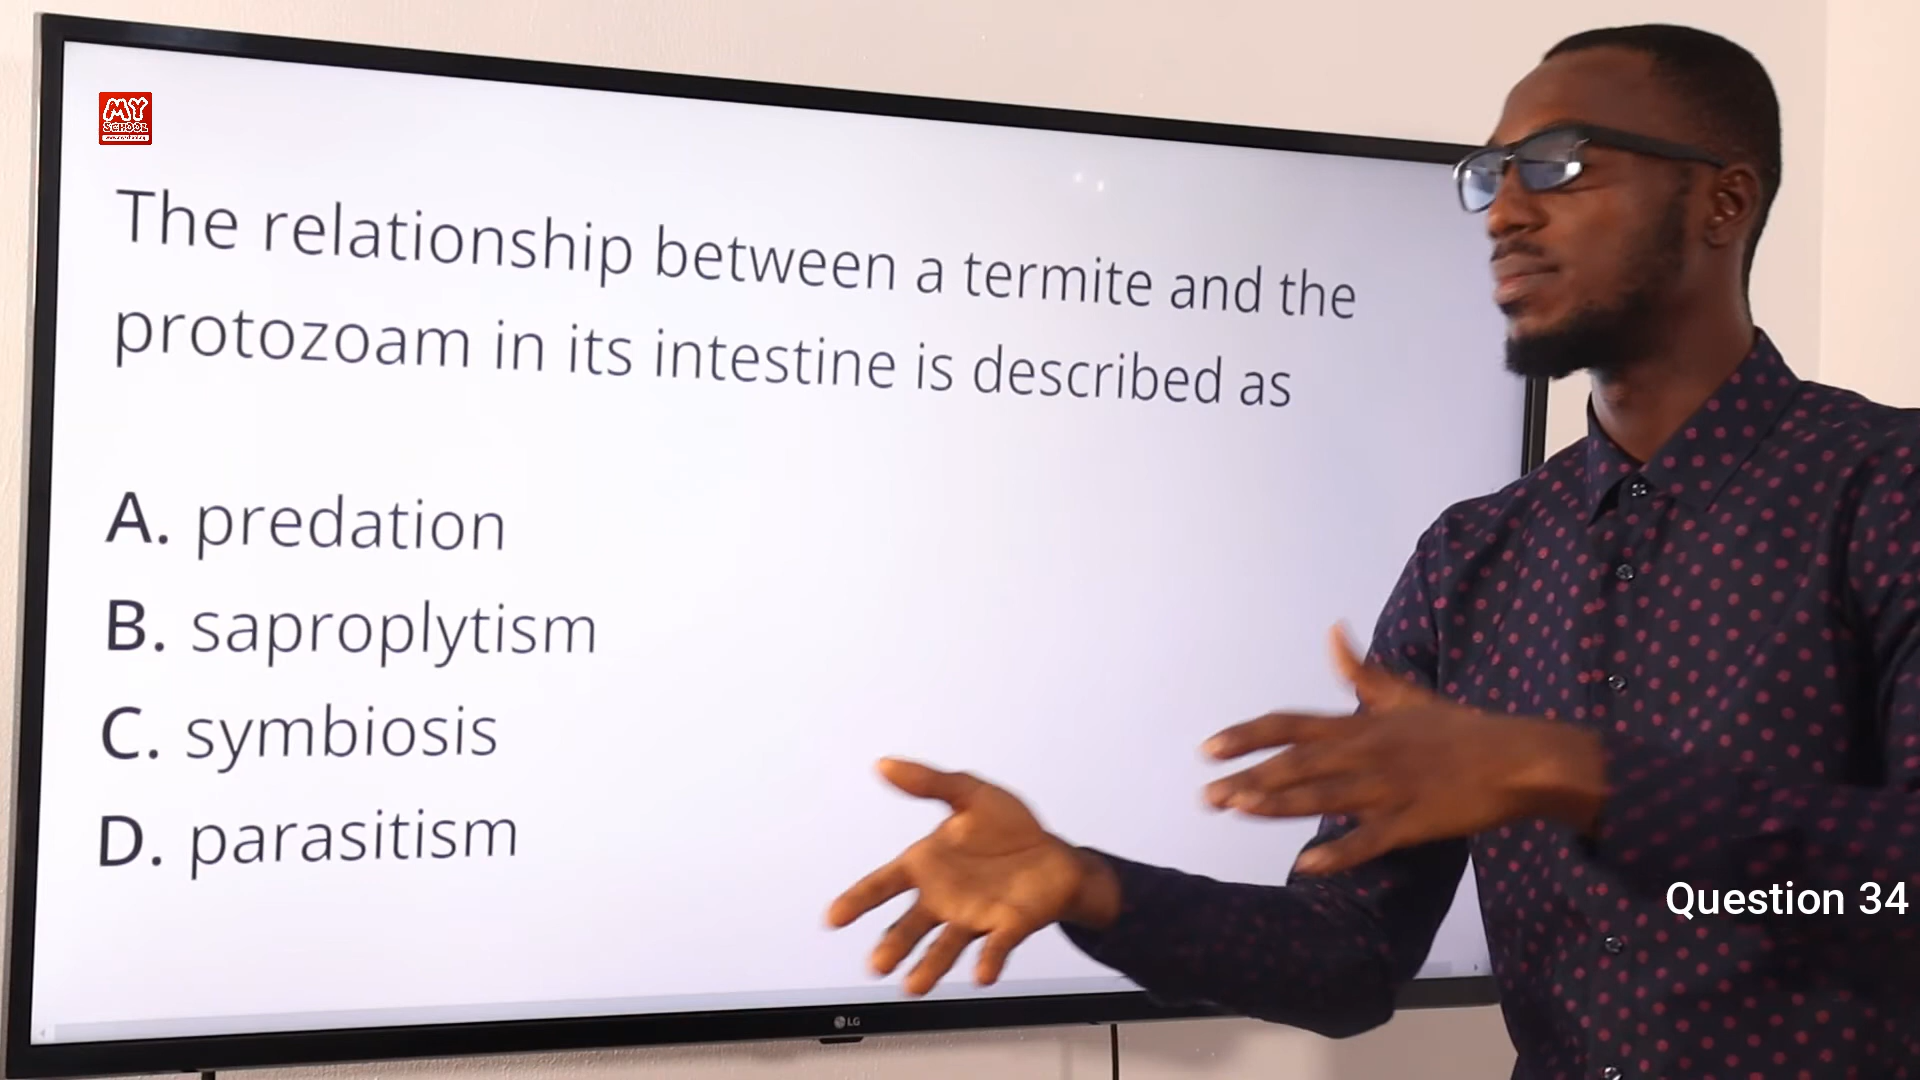 MY
SCHOOL
The relationship between a termite and the
protozoam in its intestine is described as
A. predation
B. saproplytism
C. symbiosis
D. parasitism
Question 34
LG